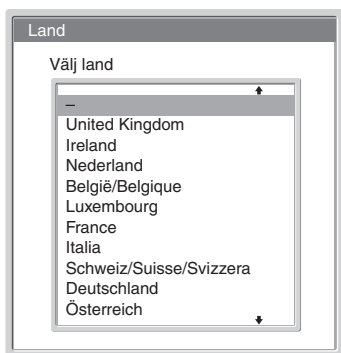 Land
Välj land
–
United Kingdom
Ireland
Nederland
België/Belgique
Luxembourg
France
Italia
Schweiz/Suisse/Svizzera
Deutschland
Österreich